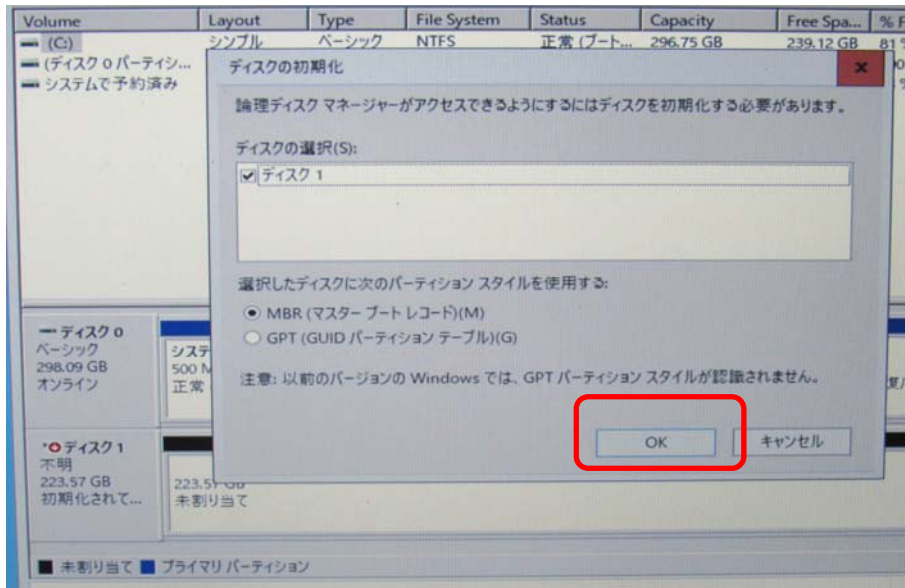 Volume Layout Type File System Status Capacity Free Spa... % F
(C:) シンプル ベーシック NTFS 正常 (ブート... 296.75 GB 239.12 GB 81
(ディスク 0 パーティシ...
システムで予約済み
ディスクの初期化
論理ディスク マネージャーがアクセスできるようにするにはディスクを初期化する必要があります。
ディスクの選択(S):
ディスク 1
選択したディスクに次のパーティション スタイルを使用する:
MBR (マスター ブート レコード)(M)
GPT (GUID パーティション テーブル)(G)
注意: 以前のバージョンの Windows では、GPT パーティション スタイルが認識されません。
OK キャンセル
ディスク 0
ベーシック
298.09 GB
オンライン
システ
500 M
正常
ディスク 1
不明
223.57 GB
初期化されて...
223.57 GB
未割り当て
未割り当て プライマリ パーティション